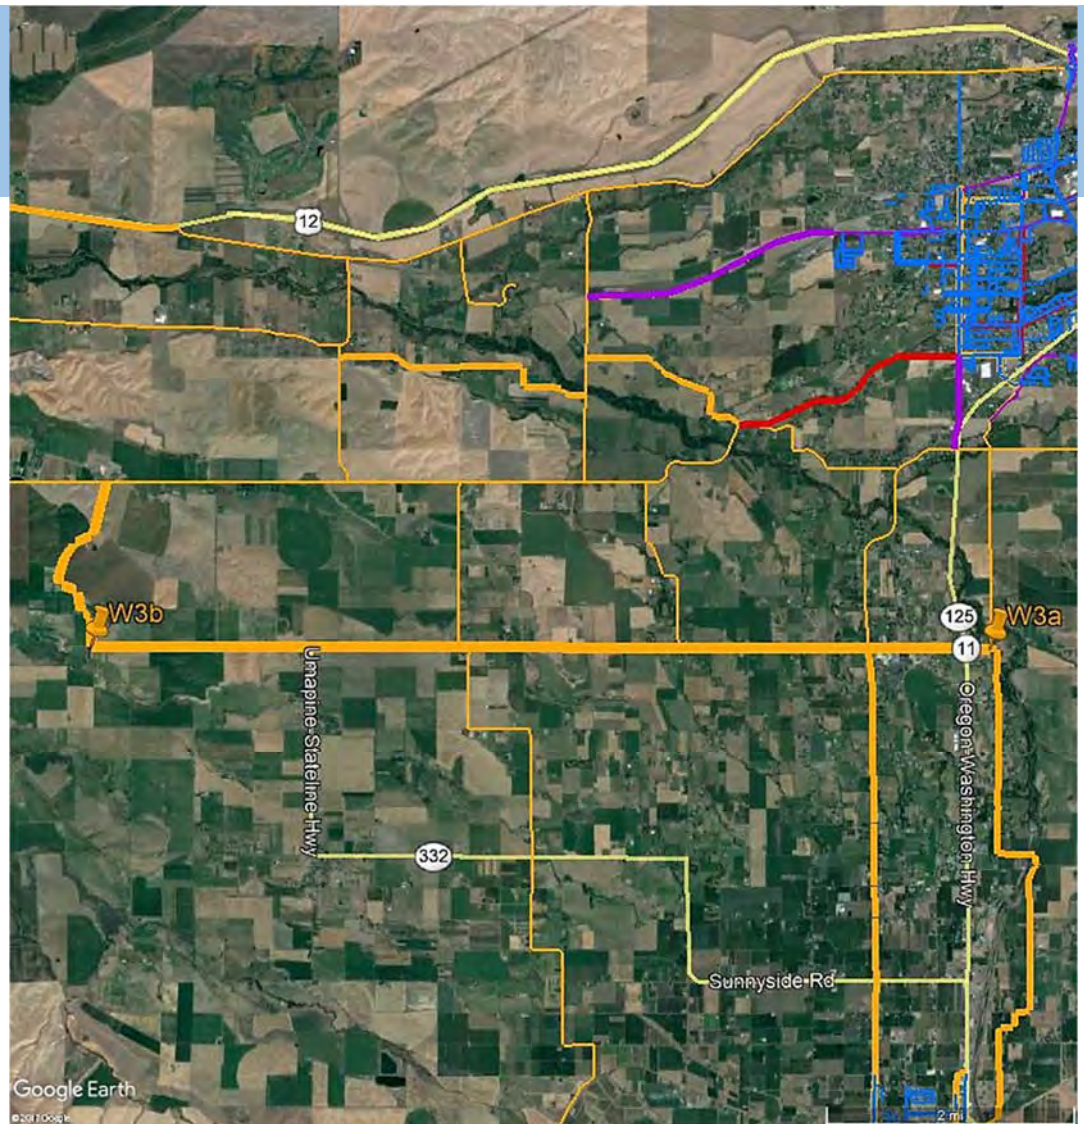 12
W3b
W3a
125
11
Umapine-Stateline Hwy
Oregon Washington Hwy
332
Sunnyside Rd
Google Earth
2 mi